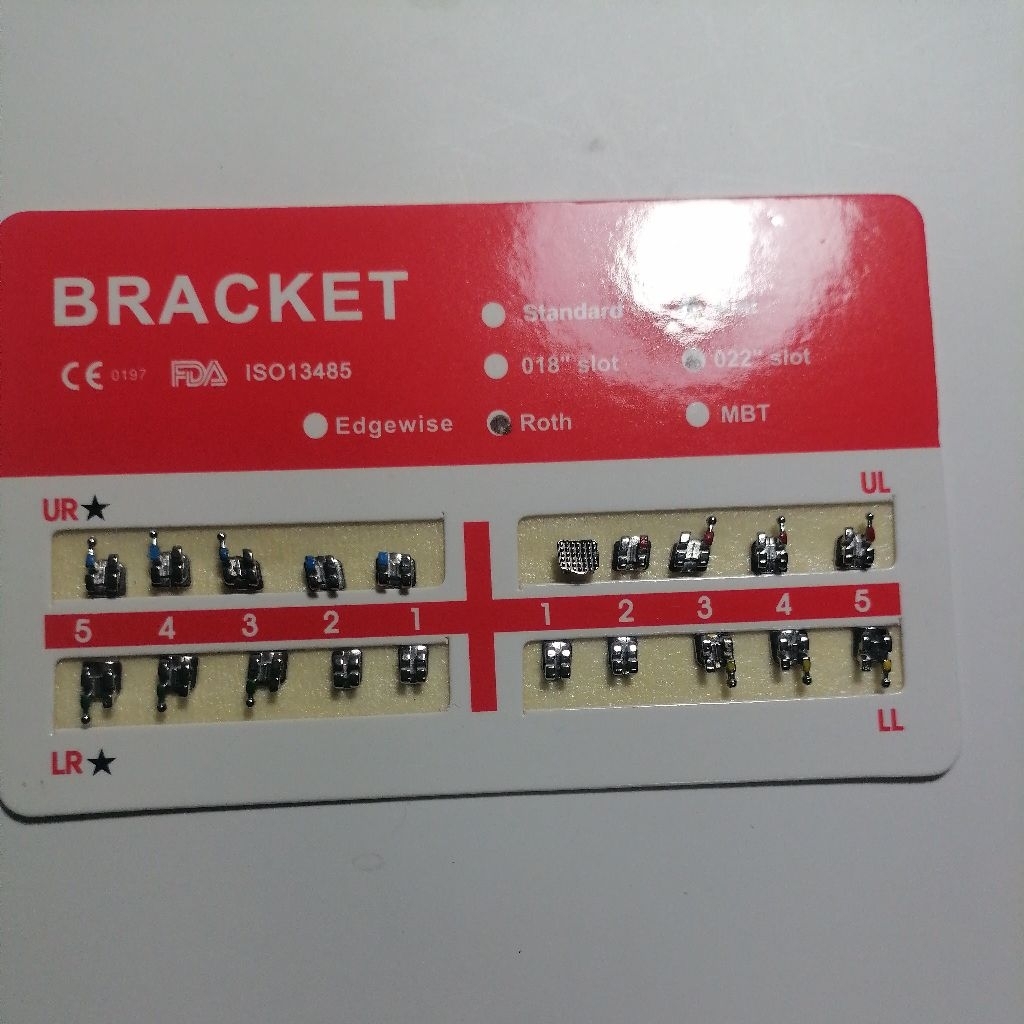 BRACKET
Standard
CE 0197 FDA ISO13485
018" slot 022" slot
Edgewise Roth MBT
UR★ UL
5 4 3 2 1 1 2 3 4 5
LR★ LL